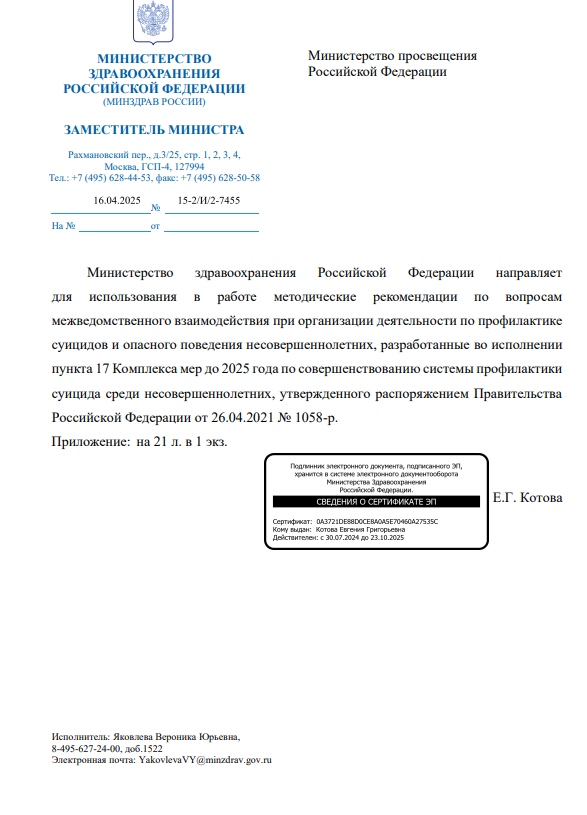 МИНИСТЕРСТВО
ЗДРАВООХРАНЕНИЯ
РОССИЙСКОЙ ФЕДЕРАЦИИ
(МИНЗДРАВ РОССИИ)
ЗАМЕСТИТЕЛЬ МИНИСТРА
Рахмановский пер., д.3/25, стр. 1, 2, 3, 4,
Москва, ГСП-4, 127994
Тел.: +7 (495) 628-44-53, факс: +7 (495) 628-50-58
16.04.2025 № 15-2/И/2-7455
На № от
Министерство просвещения
Российской Федерации
Министерство здравоохранения Российской Федерации направляет
для использования в работе методические рекомендации по вопросам
межведомственного взаимодействия при организации деятельности по профилактике
суицидов и опасного поведения несовершеннолетних, разработанные во исполнении
пункта 17 Комплекса мер до 2025 года по совершенствованию системы профилактики
суицида среди несовершеннолетних, утвержденного распоряжением Правительства
Российской Федерации от 26.04.2021 № 1058-р.
Приложение: на 21 л. в 1 экз.
Подлинник электронного документа, подписанного ЭП,
хранится в системе электронного документооборота
Министерства Здравоохранения
Российской Федерации.
СВЕДЕНИЯ О СЕРТИФИКАТЕ ЭП
Сертификат: 0A3721DE88D0CE8A0A5E70460A27535C
Кому выдан: Котова Евгения Григорьевна
Действителен: с 30.07.2024 до 23.10.2025
Е.Г. Котова
Исполнитель: Яковлева Вероника Юрьевна,
8-495-627-24-00, доб.1522
Электронная почта: YakovlevaVY@minzdrav.gov.ru